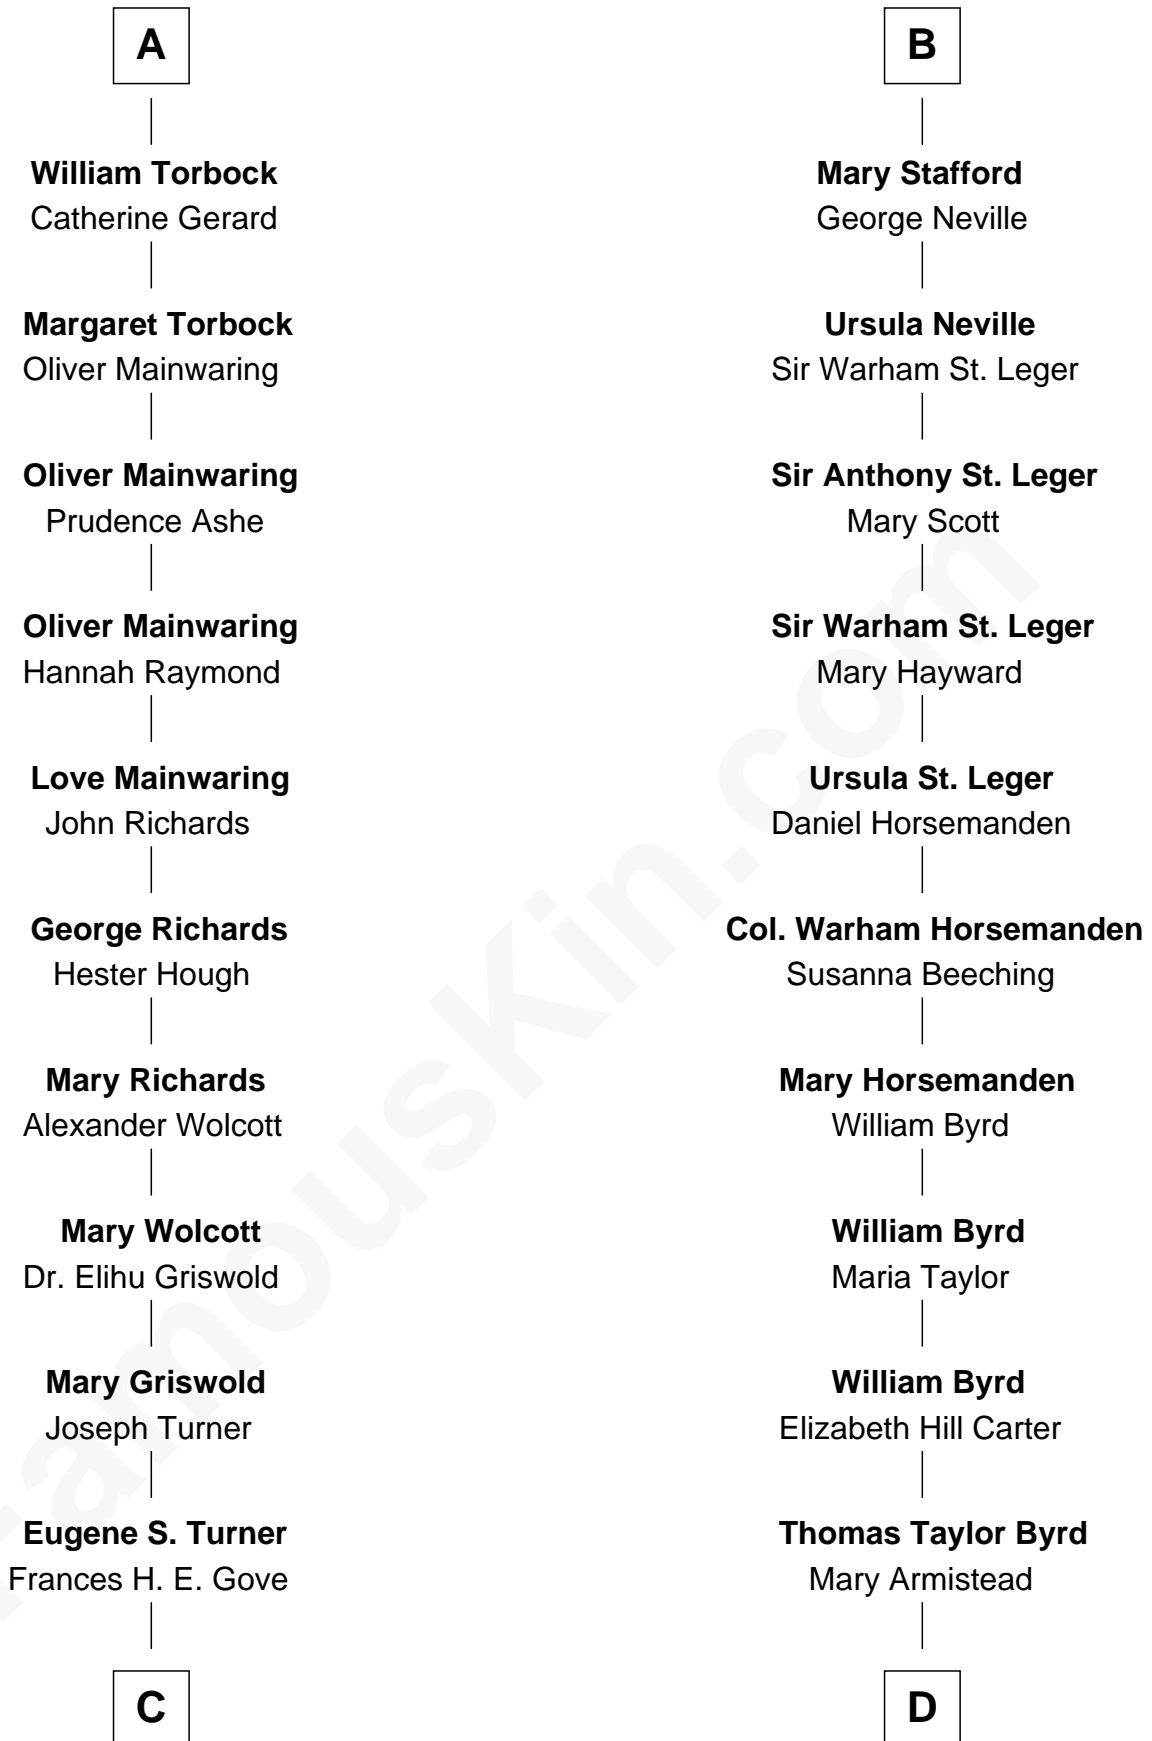 A
William Torbock
Catherine Gerard
Margaret Torbock
Oliver Mainwaring
Oliver Mainwaring
Prudence Ashe
Oliver Mainwaring
Hannah Raymond
Love Mainwaring
John Richards
George Richards
Hester Hough
Mary Richards
Alexander Wolcott
Mary Wolcott
Dr. Elihu Griswold
Mary Griswold
Joseph Turner
Eugene S. Turner
Frances H. E. Gove
C
B
Mary Stafford
George Neville
Ursula Neville
Sir Warham St. Leger
Sir Anthony St. Leger
Mary Scott
Sir Warham St. Leger
Mary Hayward
Ursula St. Leger
Daniel Horsemanden
Col. Warham Horsemanden
Susanna Beeching
Mary Horsemanden
William Byrd
William Byrd
Maria Taylor
William Byrd
Elizabeth Hill Carter
Thomas Taylor Byrd
Mary Armistead
D
FamousKin.com